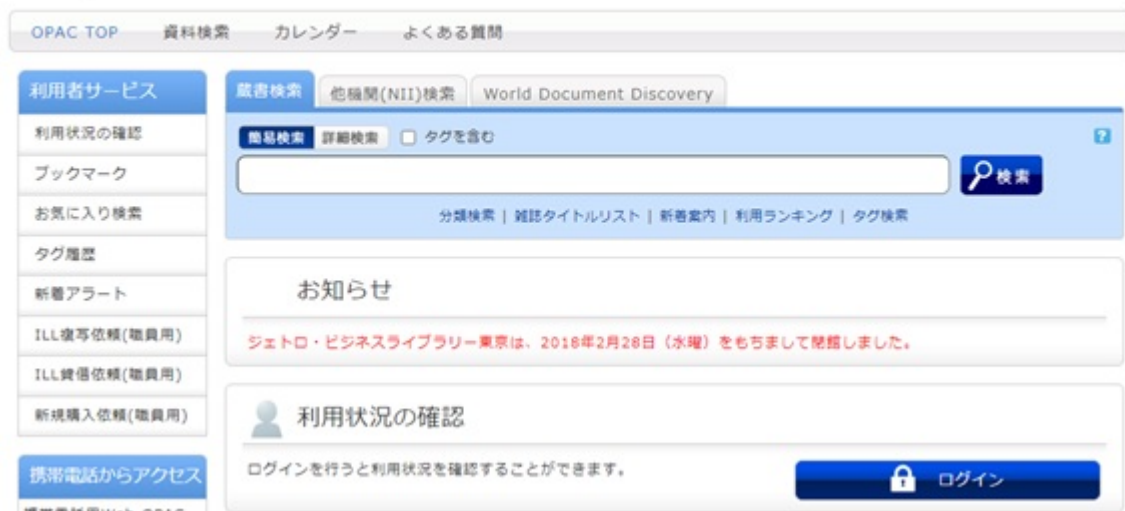 OPAC TOP 資料検索 カレンダー よくある質問
利用者サービス
利用状況の確認
ブックマーク
お気に入り検索
タグ履歴
新着アラート
ILL複写依頼(職員用)
ILL貸借依頼(職員用)
新規購入依頼(職員用)
携帯電話からアクセス
携帯電話用Web OPAC
蔵書検索 他機関(NII)検索 World Document Discovery
簡易検索 詳細検索 タグを含む
検索
分類検索 | 雑誌タイトルリスト | 新着案内 | 利用ランキング | タグ検索
お知らせ
ジェトロ・ビジネスライブラリー東京は、2018年2月28日（水曜）をもちまして閉館しました。
利用状況の確認
ログインを行うと利用状況を確認することができます。
ログイン